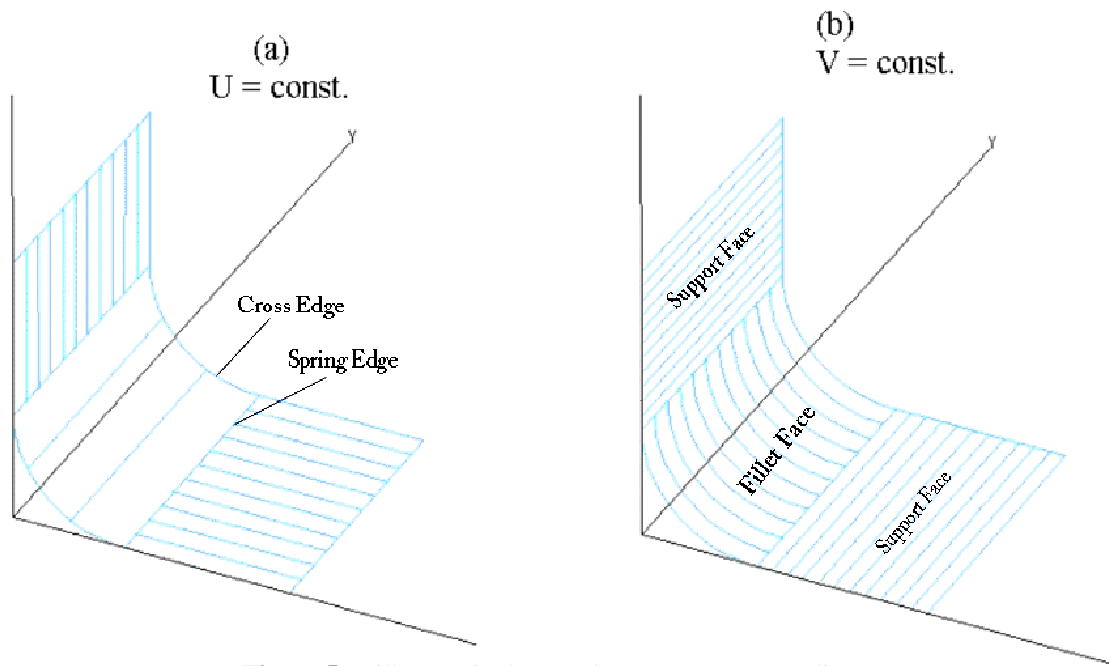 (a)
U = const.
Y
Cross Edge
Spring Edge
(b)
V = const.
Y
Support Face
Fillet Face
Support Face